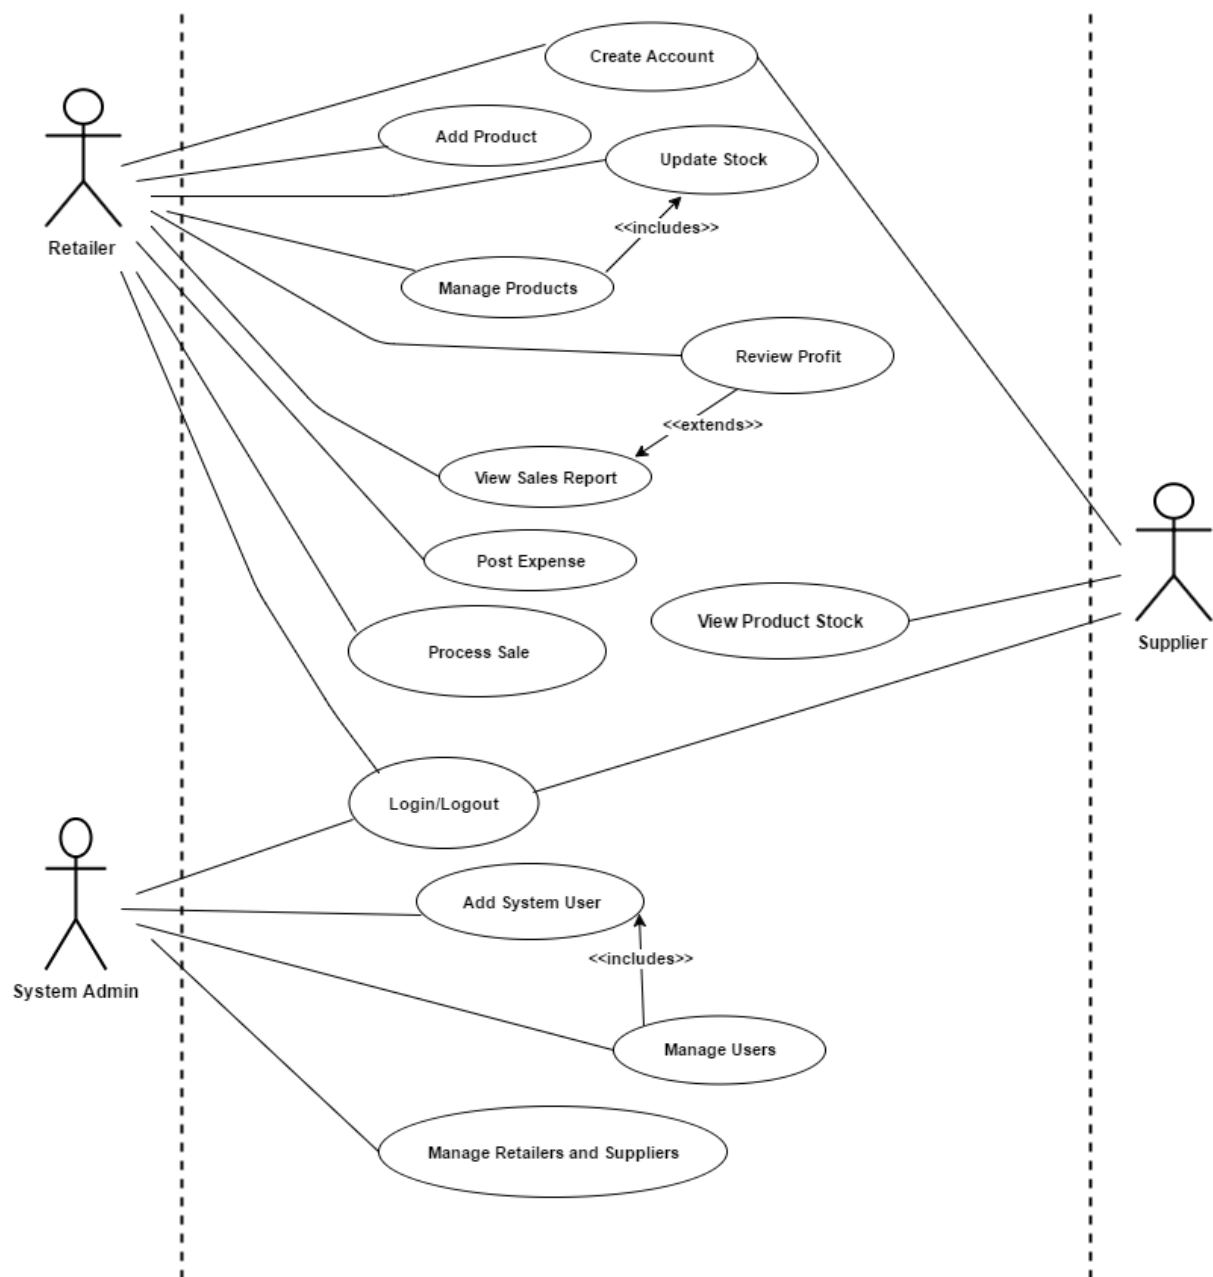 Create Account
Add Product
Update Stock
<<includes>>
Retailer
Manage Products
Review Profit
<<extends>>
View Sales Report
Post Expense
View Product Stock
Supplier
Process Sale
Login/Logout
Add System User
<<includes>>
System Admin
Manage Users
Manage Retailers and Suppliers